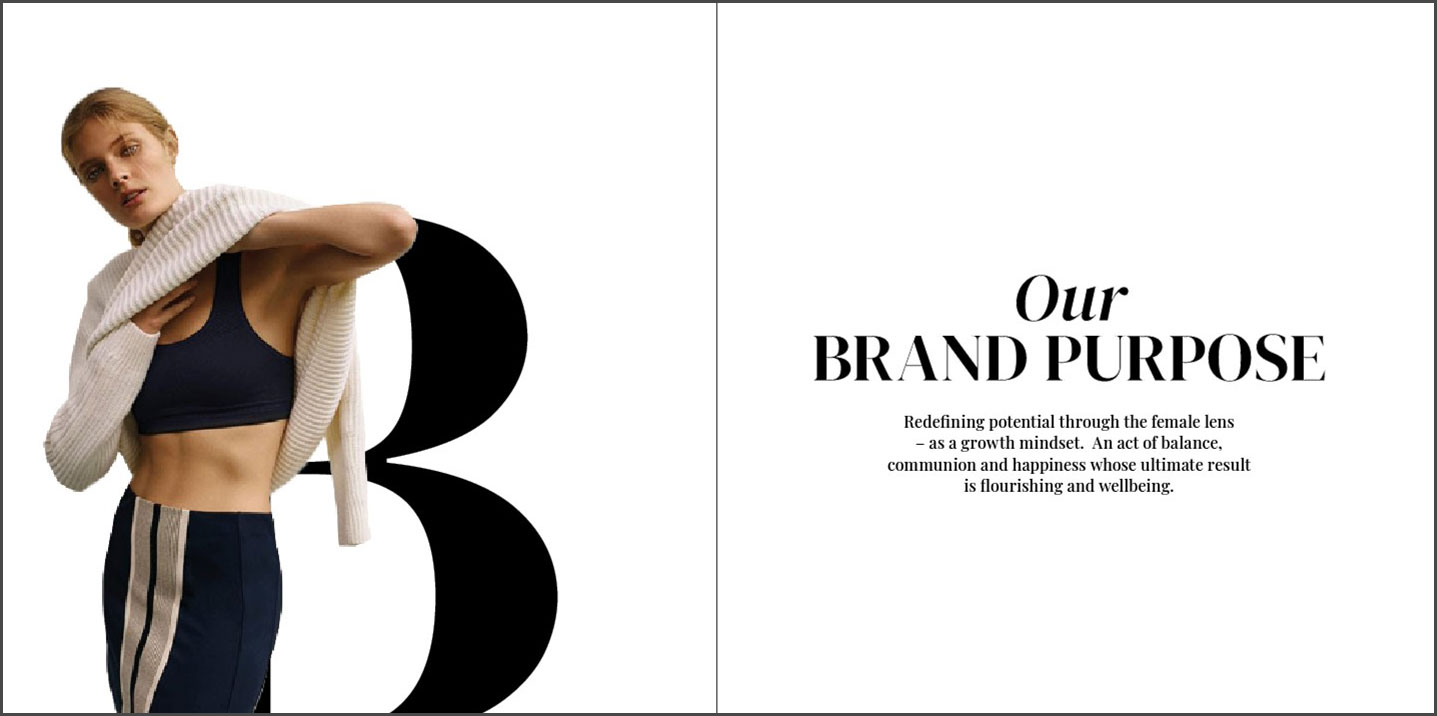 B
Our
BRAND PURPOSE
Redefining potential through the female lens
– as a growth mindset.  An act of balance,
communion and happiness whose ultimate result
is flourishing and wellbeing.